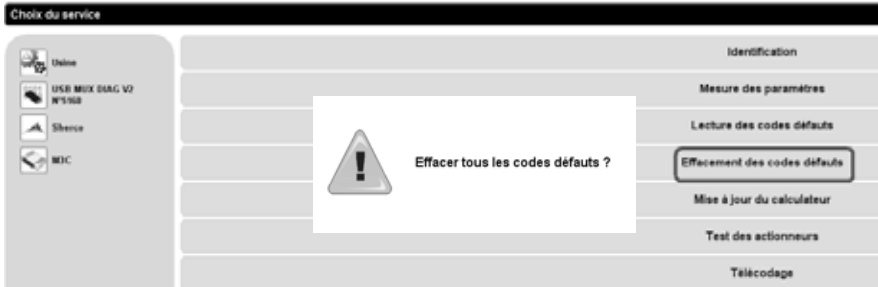 Choix du service
Usine
USB MUX DIAG V2
N°5160
Sherco
MDC
Identification
Mesure des paramètres
Lecture des codes défauts
Effacement des codes défauts
Mise à jour du calculateur
Test des actionneurs
Télécodage
Effacer tous les codes défauts ?